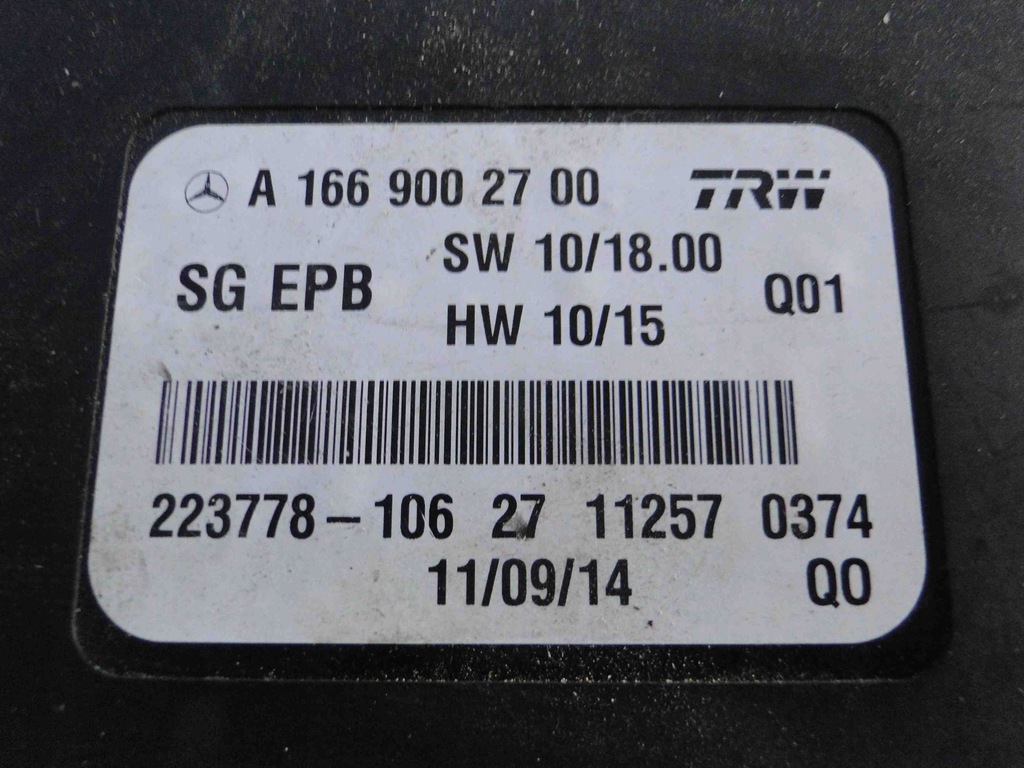 A 166 900 27 00 TRW
SW 10/18.00
SG EPB Q01
HW 10/15
223778-106 27 11257 0374
11/09/14 Q0